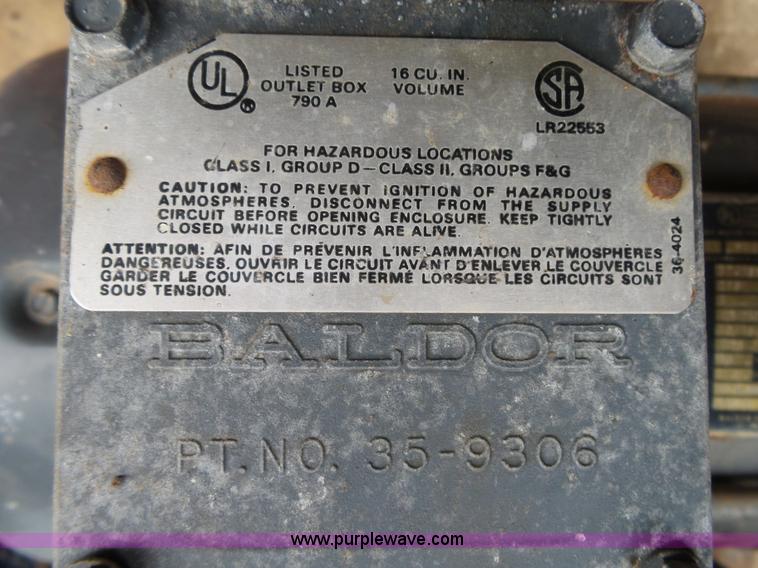 UL LISTED 16 CU. IN. SA
OUTLET BOX VOLUME
790 A
LR22553
FOR HAZARDOUS LOCATIONS
CLASS I, GROUP D-CLASS II, GROUPS F&G
CAUTION: TO PREVENT IGNITION OF HAZARDOUS
ATMOSPHERES, DISCONNECT FROM THE SUPPLY
CIRCUIT BEFORE OPENING ENCLOSURE. KEEP TIGHTLY
CLOSED WHILE CIRCUITS ARE ALIVE.
ATTENTION: AFIN DE PRÉVENIR L'INFLAMMATION D'ATMOSPHÈRES
DANGEREUSES, OUVRIR LE CIRCUIT AVANT D'ENLEVER LE COUVERCLE
GARDER LE COUVERCLE BIEN FERMÉ LORSQUE LES CIRCUITS SONT
SOUS TENSION.
36-4024
BALDOR
PT. NO. 35-9306
www.purplewave.com